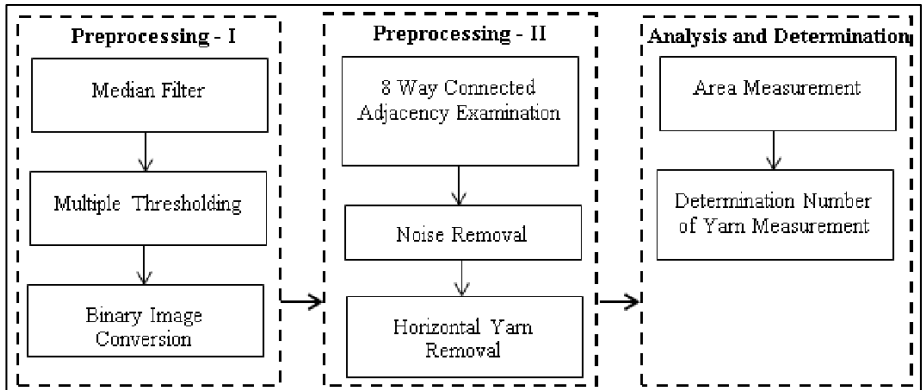 Preprocessing - I
Median Filter
Multiple Thresholding
Binary Image
Conversion
Preprocessing - II
8 Way Connected
Adjacency Examination
Noise Removal
Horizontal Yarn
Removal
Analysis and Determination
Area Measurement
Determination Number
of Yarn Measurement